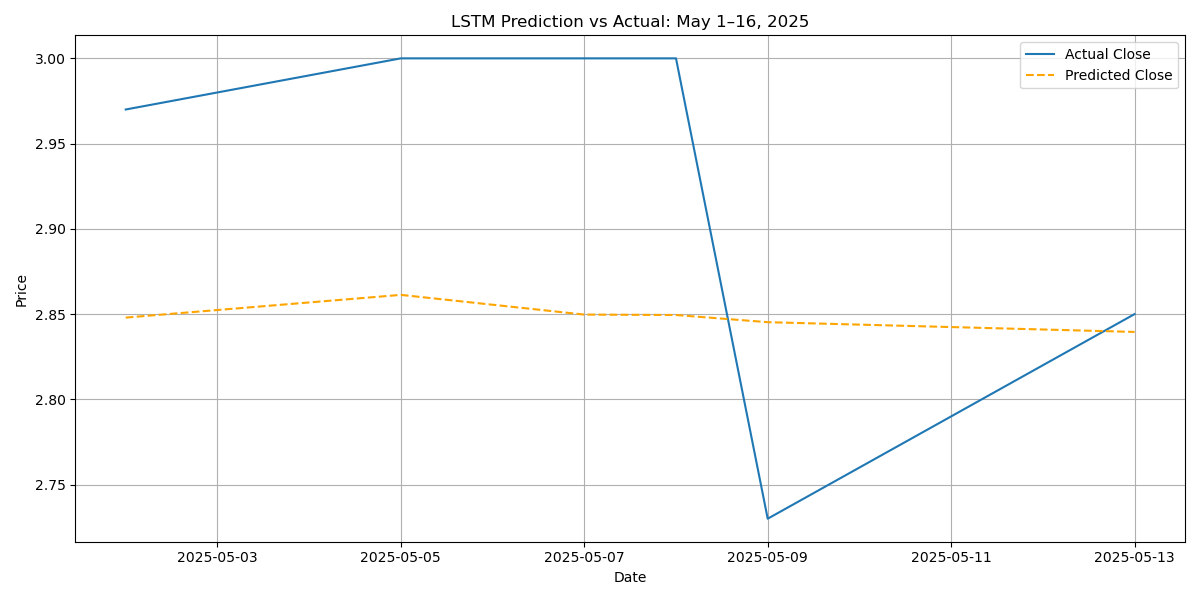 LSTM Prediction vs Actual: May 1–16, 2025
Actual Close
Predicted Close
3.00
2.95
2.90
2.85
2.80
2.75
Price
2025-05-03
2025-05-05
2025-05-07
2025-05-09
2025-05-11
2025-05-13
Date